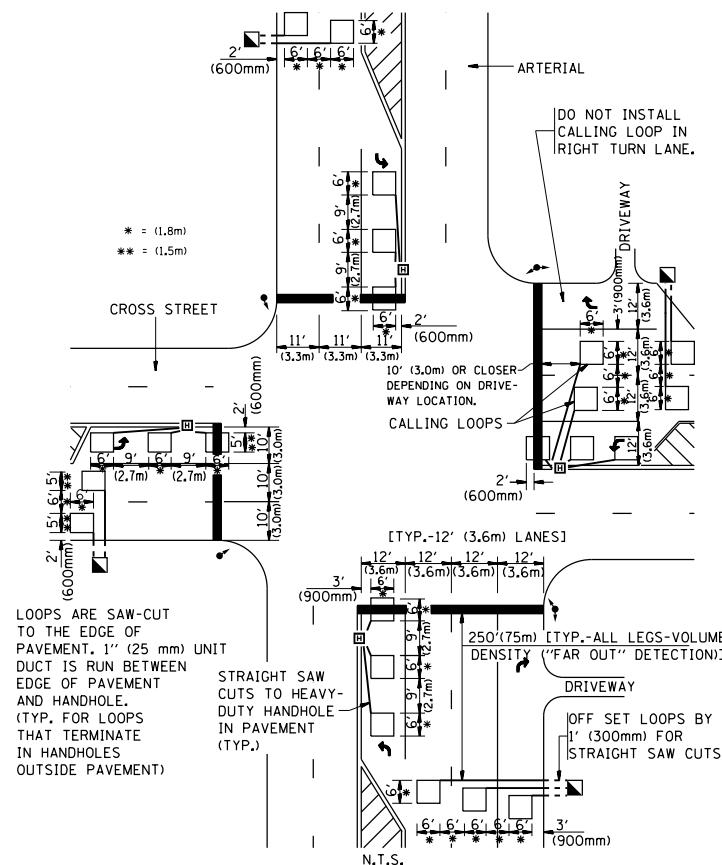 2'
(600mm)
6' 6' 6'
* * *
6'
*
ARTERIAL
DO NOT INSTALL
CALLING LOOP IN
RIGHT TURN LANE.
* = (1.8m)
** = (1.5m)
6'
*
9'
(2.7m)
6'
*
9'
(2.7m)
6'
*
H
6'
*
2'
(600mm)
11' 11' 11'
(3.3m) (3.3m) (3.3m)
CROSS STREET
DRIVEWAY
3'(900mm)
12'
(3.6m)
6'
*
12'
(3.6m)
6'
*
6'
*
12'
(3.6m)
6'
*
6'
*
12'
(3.6m)
10' (3.0m) OR CLOSER
DEPENDING ON DRIVE-
WAY LOCATION.
CALLING LOOPS
H
2'
(600mm)
2'
(600mm)
H
5'
**
10'
(3.0m)
10'
(3.0m)
10'
(3.0m)
6' 9' 6' 9' 6'
* (2.7m) * (2.7m) *
5'
**
6'
*
6'
*
5'
**
2'
(600mm)
[TYP.-12' (3.6m) LANES]
12' 12' 12' 12'
(3.6m) (3.6m) (3.6m) (3.6m)
3'
(900mm)
6'
*
H
6'
*
9'
(2.7m)
6'
*
9'
(2.7m)
6'
*
LOOPS ARE SAW-CUT
TO THE EDGE OF
PAVEMENT. 1" (25 mm) UNIT
DUCT IS RUN BETWEEN
EDGE OF PAVEMENT
AND HANDHOLE.
(TYP. FOR LOOPS
THAT TERMINATE
IN HANDHOLES
OUTSIDE PAVEMENT)
STRAIGHT SAW
CUTS TO HEAVY-
DUTY HANDHOLE
IN PAVEMENT
(TYP.)
250'(75m) [TYP.-ALL LEGS-VOLUME
DENSITY ("FAR OUT" DETECTION)]
DRIVEWAY
OFF SET LOOPS BY
1' (300mm) FOR
STRAIGHT SAW CUTS
6'
*
6' 6' 6' 6' 6'
* * * * *
3'
(900mm)
N.T.S.